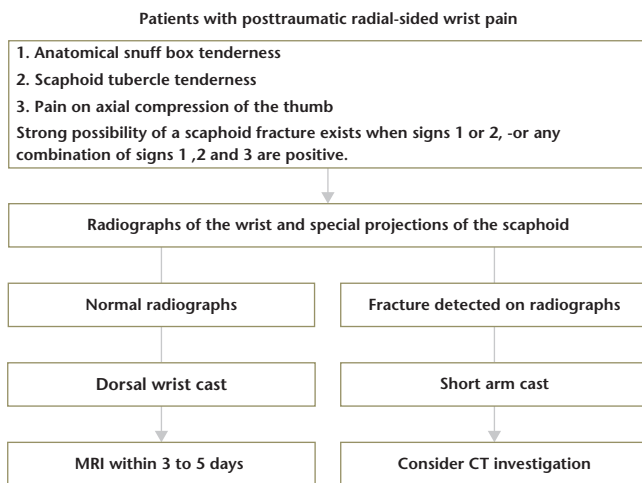 Patients with posttraumatic radial-sided wrist pain
1. Anatomical snuff box tenderness
2. Scaphoid tubercle tenderness
3. Pain on axial compression of the thumb
Strong possibility of a scaphoid fracture exists when signs 1 or 2, -or any
combination of signs 1 ,2 and 3 are positive.
Radiographs of the wrist and special projections of the scaphoid
Normal radiographs
Fracture detected on radiographs
Dorsal wrist cast
Short arm cast
MRI within 3 to 5 days
Consider CT investigation